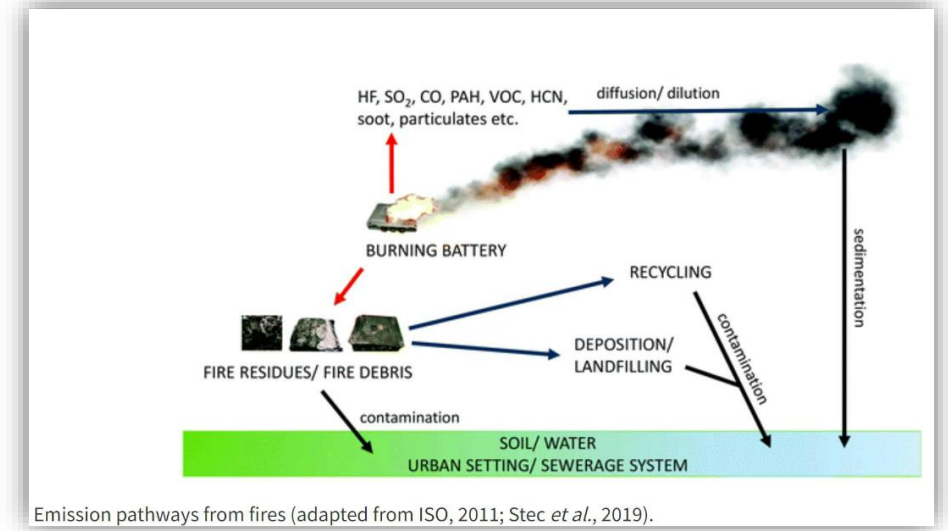 HF, SO₂, CO, PAH, VOC, HCN,
soot, particulates etc.
diffusion/ dilution
BURNING BATTERY
sedimentation
RECYCLING
contamination
DEPOSITION/
LANDFILLING
FIRE RESIDUES/ FIRE DEBRIS
contamination
SOIL/ WATER
URBAN SETTING/ SEWERAGE SYSTEM
Emission pathways from fires (adapted from ISO, 2011; Stec et al., 2019).